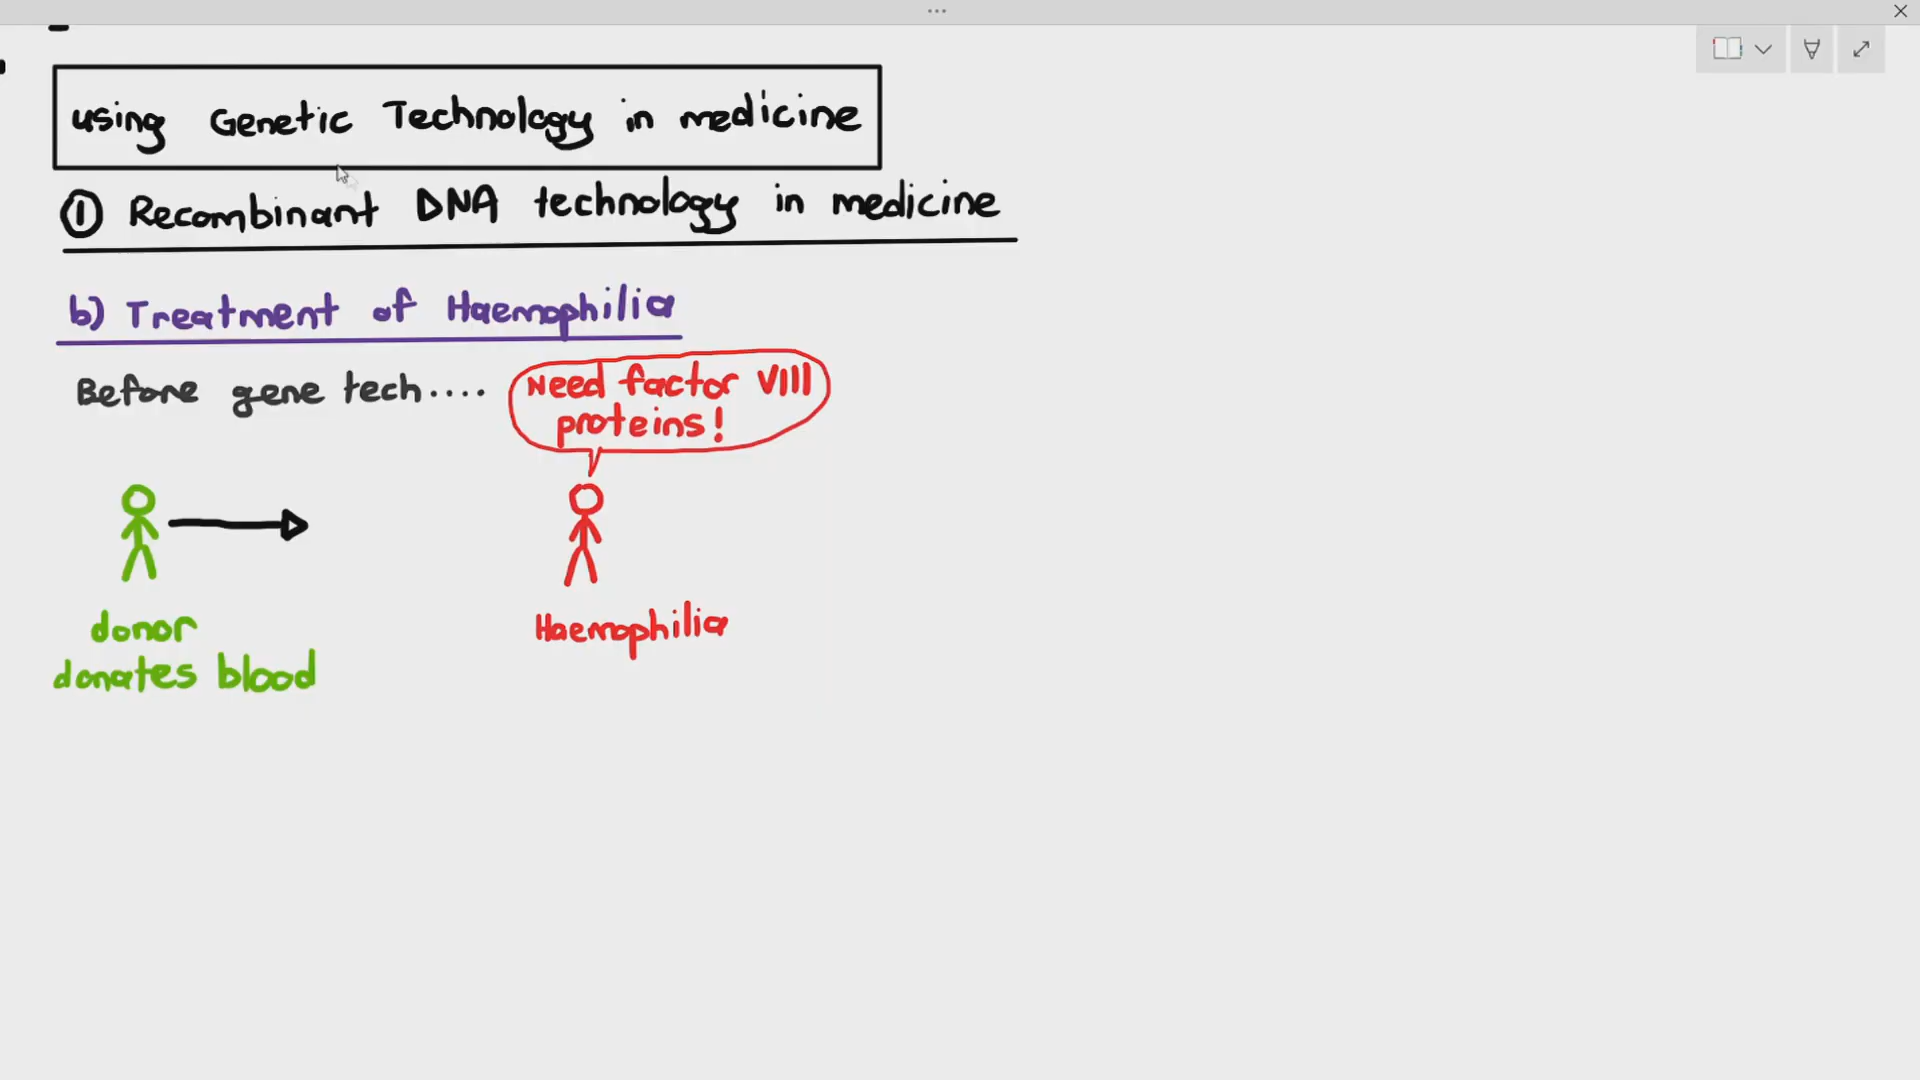 using Genetic Technology in medicine
① Recombinant DNA technology in medicine
b) Treatment of Haemophilia
Before gene tech....
Need factor VIII
proteins!
donor
donates blood
Haemophilia